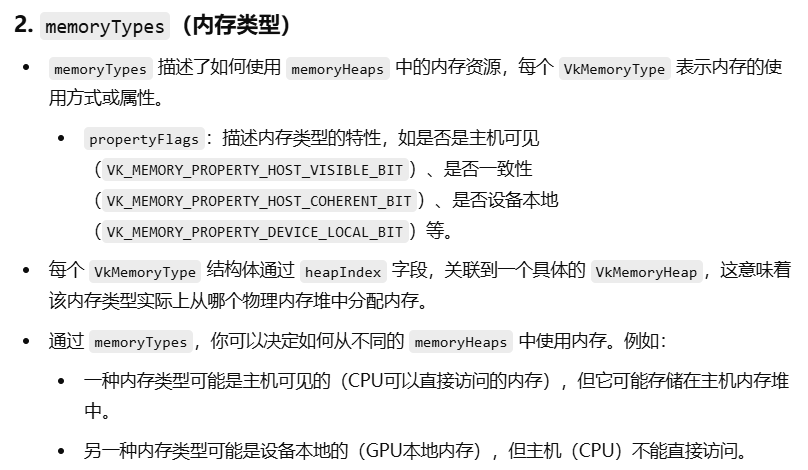 2. memoryTypes（内存类型）
• memoryTypes 描述了如何使用 memoryHeaps 中的内存资源，每个 VkMemoryType 表示内存的使
用方式或属性。
• propertyFlags：描述内存类型的特性，如是否是主机可见
（VK_MEMORY_PROPERTY_HOST_VISIBLE_BIT）、是否一致性
（VK_MEMORY_PROPERTY_HOST_COHERENT_BIT）、是否设备本地
（VK_MEMORY_PROPERTY_DEVICE_LOCAL_BIT）等。
• 每个 VkMemoryType 结构体通过 heapIndex 字段，关联到一个具体的 VkMemoryHeap，这意味着
该内存类型实际上从哪个物理内存堆中分配内存。
• 通过 memoryTypes，你可以决定如何从不同的 memoryHeaps 中使用内存。例如：
• 一种内存类型可能是主机可见的（CPU可以直接访问的内存），但它可能存储在主机内存堆
中。
• 另一种内存类型可能是设备本地的（GPU本地内存），但主机（CPU）不能直接访问。